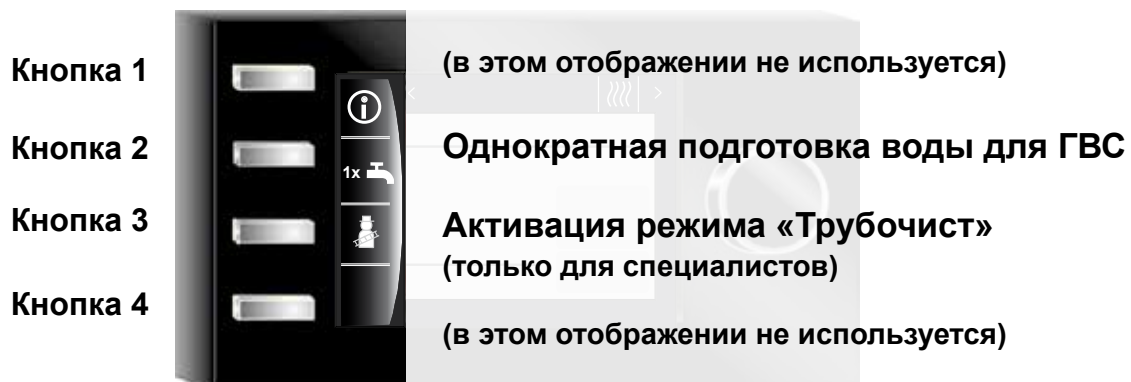 Кнопка 1
(в этом отображении не используется)
Кнопка 2
Однократная подготовка воды для ГВС
1x
Кнопка 3
Активация режима «Трубочист»
(только для специалистов)
Кнопка 4
(в этом отображении не используется)